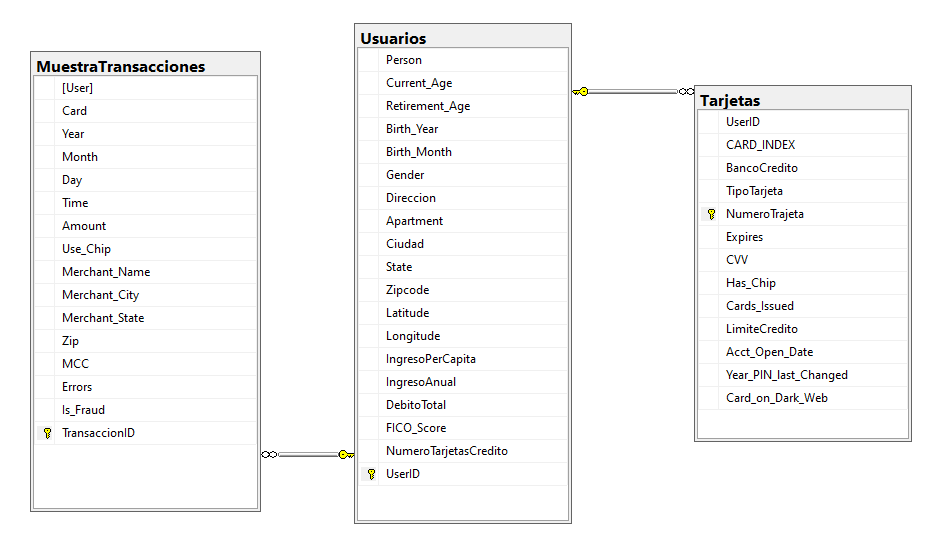 MuestraTransacciones
[User]
Card
Year
Month
Day
Time
Amount
Use_Chip
Merchant_Name
Merchant_City
Merchant_State
Zip
MCC
Errors
Is_Fraud
TransaccionID
Usuarios
Person
Current_Age
Retirement_Age
Birth_Year
Birth_Month
Gender
Direccion
Apartment
Ciudad
State
Zipcode
Latitude
Longitude
IngresoPerCapita
IngresoAnual
DebitoTotal
FICO_Score
NumeroTarjetasCredito
UserID
Tarjetas
UserID
CARD_INDEX
BancoCredito
TipoTarjeta
NumeroTrajeta
Expires
CVV
Has_Chip
Cards_Issued
LimiteCredito
Acct_Open_Date
Year_PIN_last_Changed
Card_on_Dark_Web